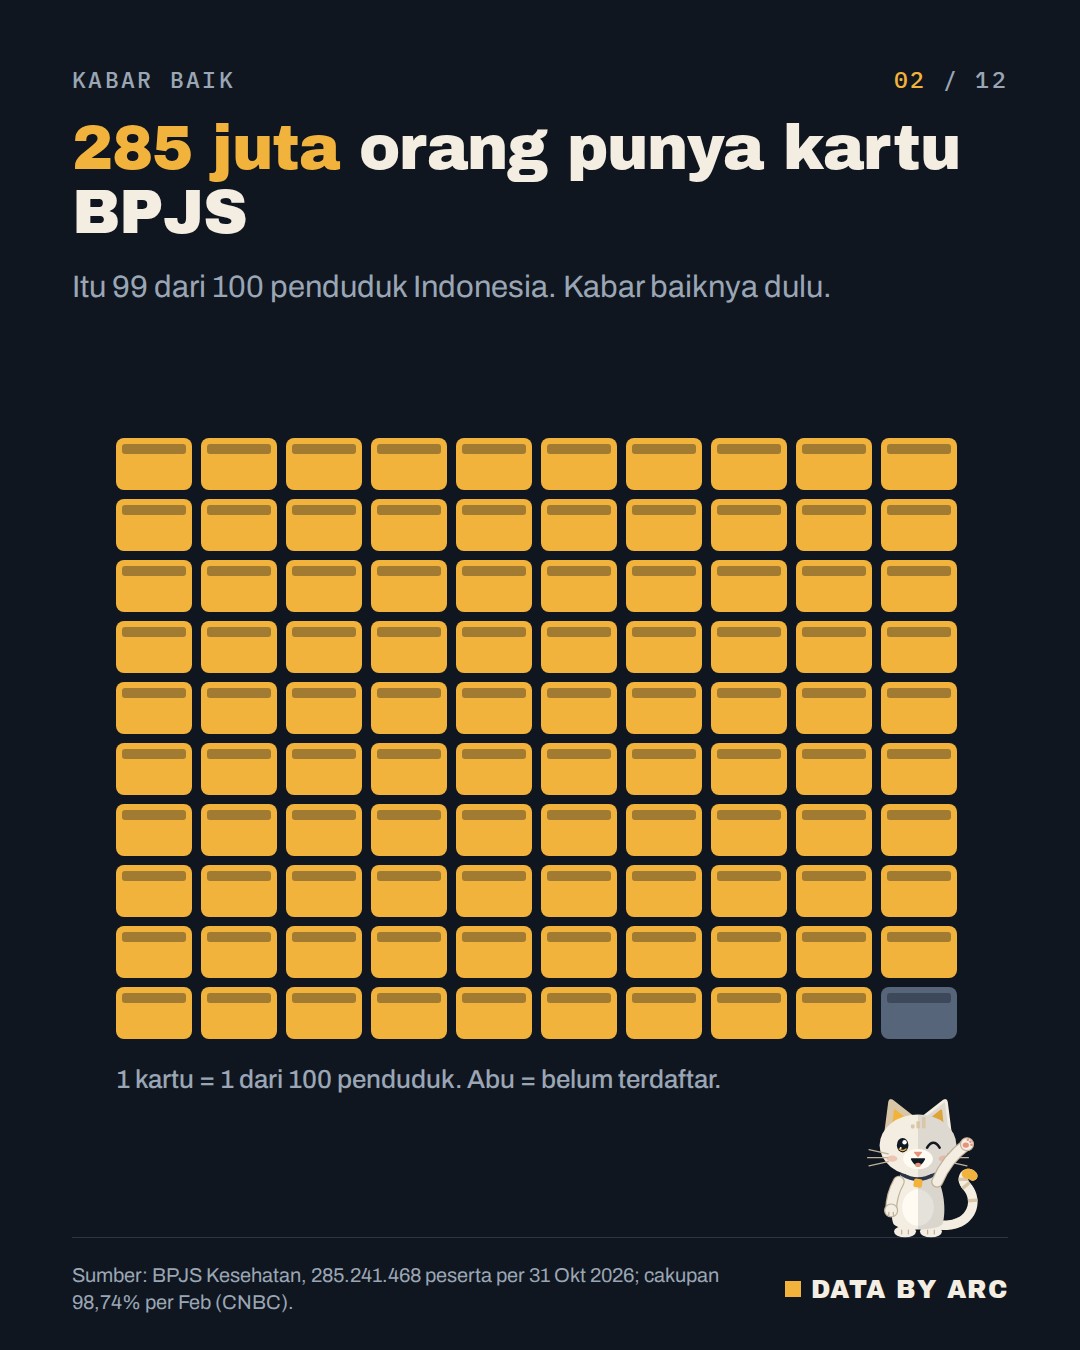 KABAR BAIK
02 / 12
285 juta orang punya kartu
BPJS
Itu 99 dari 100 penduduk Indonesia. Kabar baiknya dulu.
1 kartu = 1 dari 100 penduduk. Abu = belum terdaftar.
Sumber: BPJS Kesehatan, 285.241.468 peserta per 31 Okt 2026; cakupan
98,74% per Feb (CNBC).
DATA BY ARC